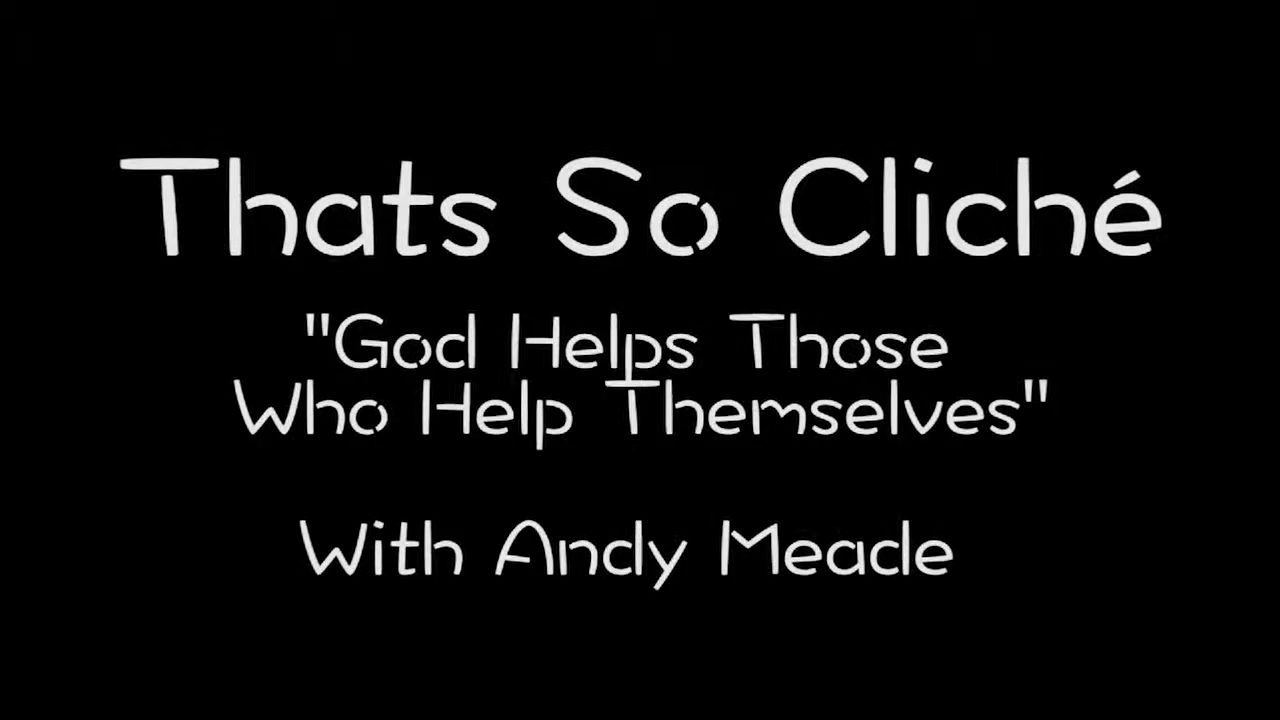 Thats So Cliché
"God Helps Those
Who Help Themselves"
With Andy Meade